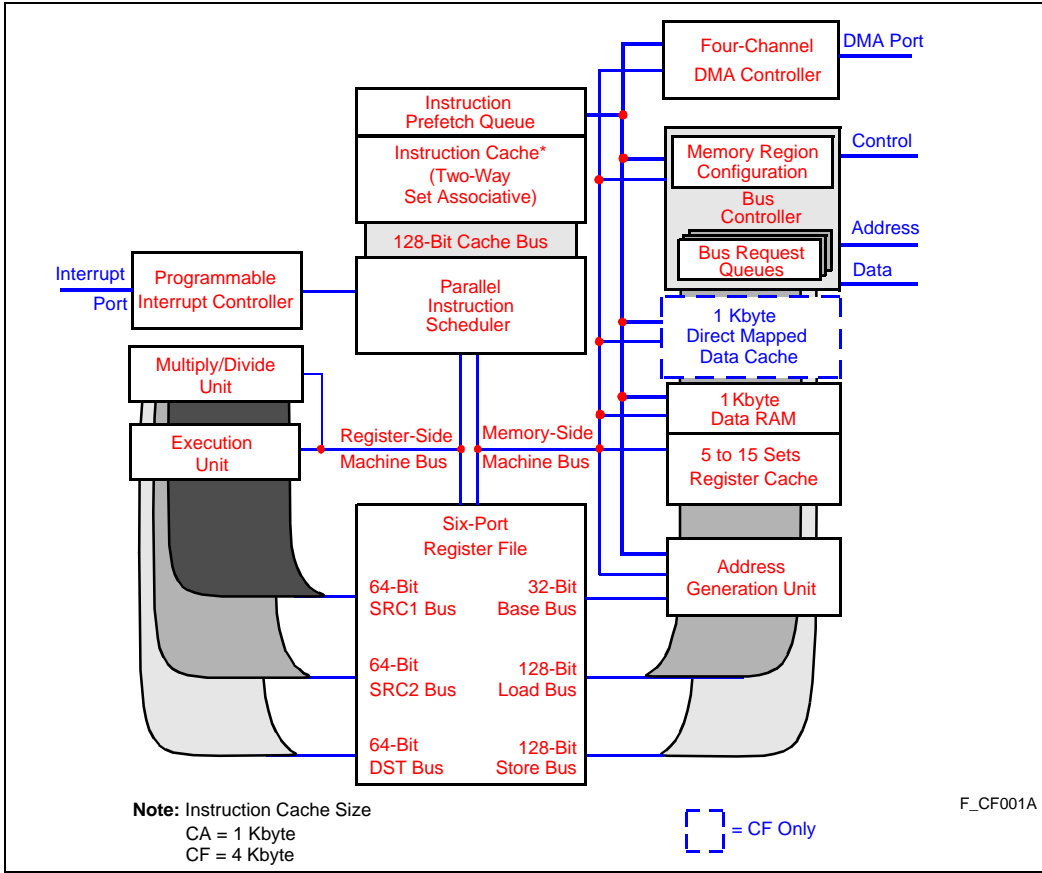 Four-Channel
DMA Controller
DMA Port
Instruction
Prefetch Queue
Instruction Cache*
(Two-Way
Set Associative)
128-Bit Cache Bus
Memory Region
Configuration
Bus
Controller
Bus Request
Queues
Control
Address
Data
Interrupt
Port
Programmable
Interrupt Controller
Parallel
Instruction
Scheduler
1 Kbyte
Direct Mapped
Data Cache
Multiply/Divide
Unit
Execution
Unit
Register-Side
Machine Bus
Memory-Side
Machine Bus
1 Kbyte
Data RAM
5 to 15 Sets
Register Cache
Six-Port
Register File
Address
Generation Unit
64-Bit
SRC1 Bus
32-Bit
Base Bus
64-Bit
SRC2 Bus
128-Bit
Load Bus
64-Bit
DST Bus
128-Bit
Store Bus
Note: Instruction Cache Size
CA = 1 Kbyte
CF = 4 Kbyte
= CF Only
F_CF001A